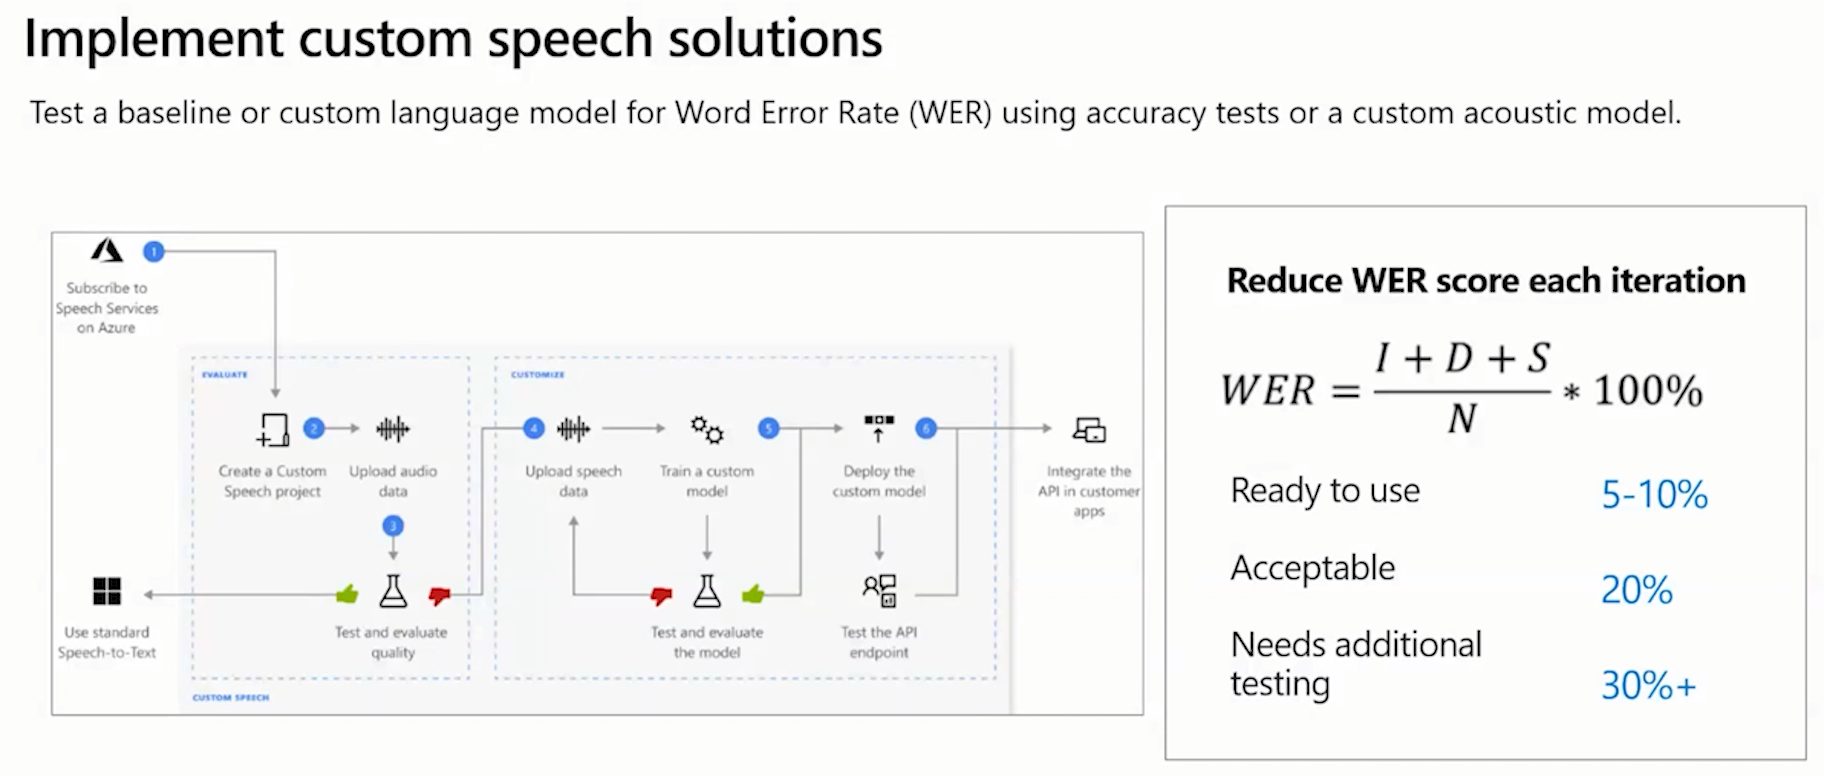 Implement custom speech solutions
Test a baseline or custom language model for Word Error Rate (WER) using accuracy tests or a custom acoustic model.
1
Subscribe to
Speech Services
on Azure
EVALUATE
2
Create a Custom
Speech project
Upload audio
data
3
Test and evaluate
quality
Use standard
Speech-to-Text
CUSTOMIZE
4
Upload speech
data
Train a custom
model
5
Test and evaluate
the model
Deploy the
custom model
6
Test the API
endpoint
Integrate the
API in customer
apps
CUSTOM SPEECH
Reduce WER score each iteration
WER = (I + D + S) / N * 100%
Ready to use 5-10%
Acceptable 20%
Needs additional
testing 30%+